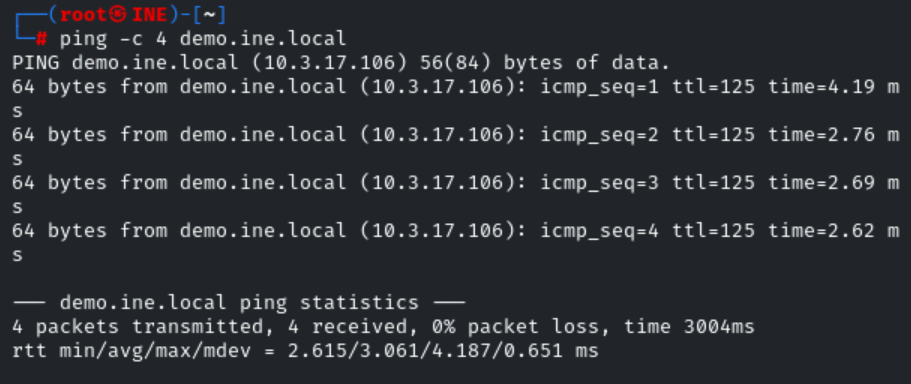 ┌──(root㉿INE)-[~]
└─# ping -c 4 demo.ine.local
PING demo.ine.local (10.3.17.106) 56(84) bytes of data.
64 bytes from demo.ine.local (10.3.17.106): icmp_seq=1 ttl=125 time=4.19 m
s
64 bytes from demo.ine.local (10.3.17.106): icmp_seq=2 ttl=125 time=2.76 m
s
64 bytes from demo.ine.local (10.3.17.106): icmp_seq=3 ttl=125 time=2.69 m
s
64 bytes from demo.ine.local (10.3.17.106): icmp_seq=4 ttl=125 time=2.62 m
s
--- demo.ine.local ping statistics ---
4 packets transmitted, 4 received, 0% packet loss, time 3004ms
rtt min/avg/max/mdev = 2.615/3.061/4.187/0.651 ms